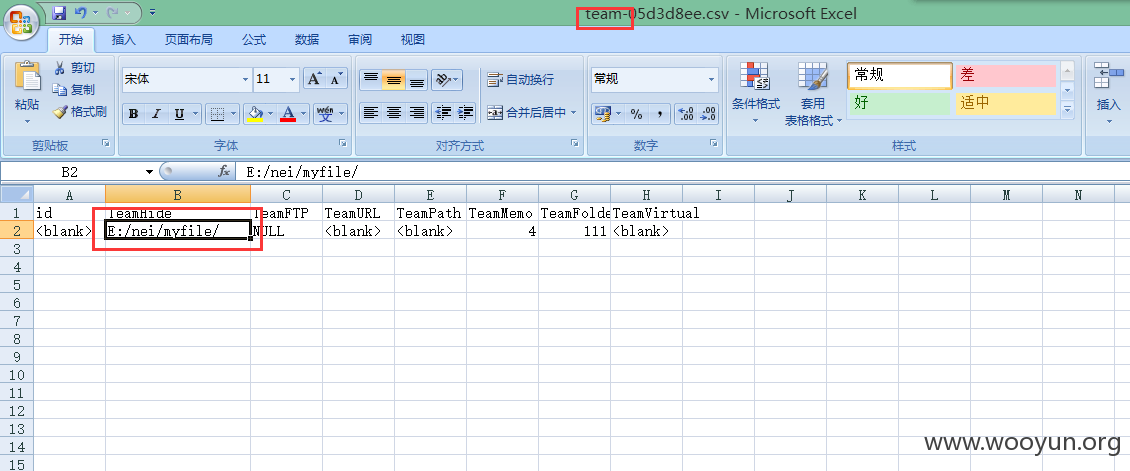 team-05d3d8ee.csv - Microsoft Excel
开始 插入 页面布局 公式 数据 审阅 视图
粘贴 剪切 复制 格式刷
剪贴板
宋体 11 A A
B I U A wén 变
字体
自动换行
合并后居中
对齐方式
常规
% , .0 .00 .00 .0
数字
条件格式 套用 表格格式
常规 差
好 适中
样式
插入
B2 fx E:/nei/myfile/
A B C D E F G H I J K L M N
1 id TeamHide TeamFTP TeamURL TeamPath TeamMemo TeamFolde TeamVirtual
2 <blank> E:/nei/myfile/ NULL <blank> <blank> 4 111 <blank>
3
4
5
6
7
8
9
10
11
12
13
14
15
www.wooyun.org